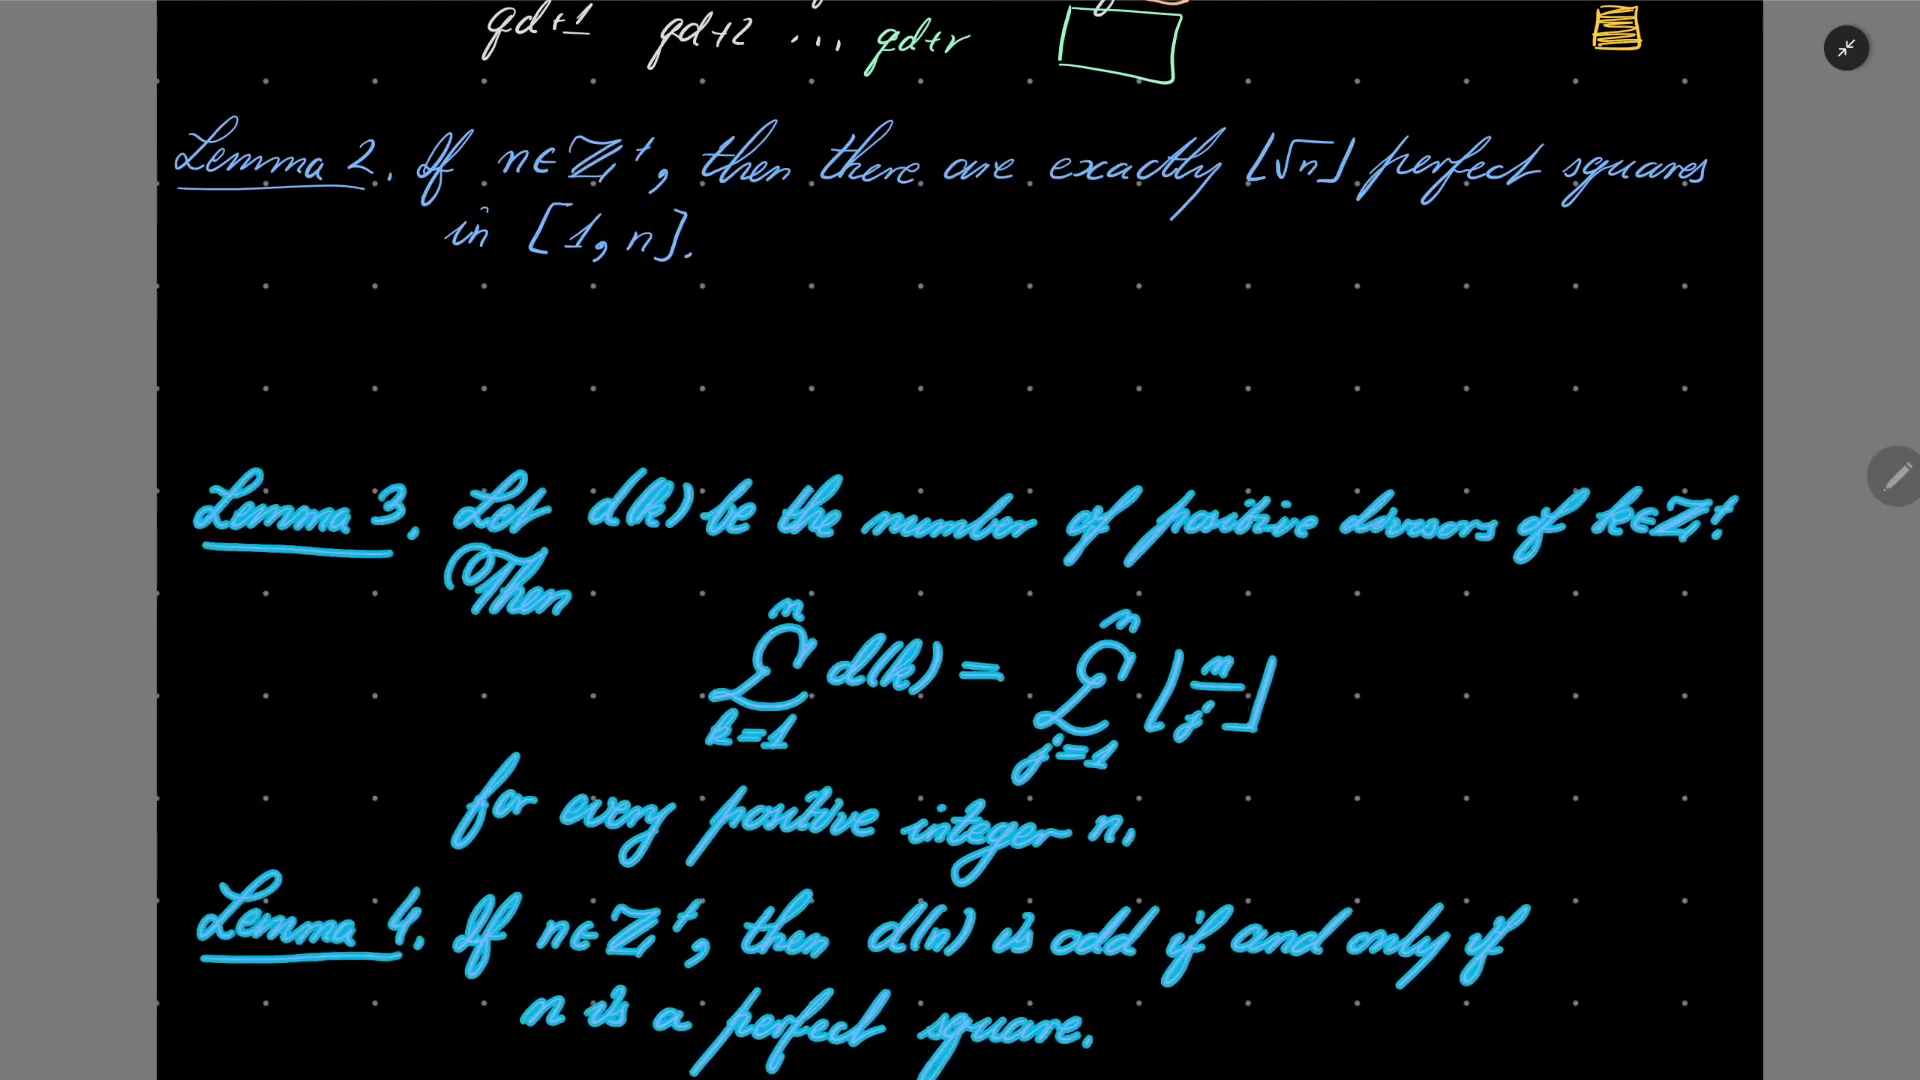 qd+1 qd+2 ... qd+r
Lemma 2. If n∈ℤ⁺, then there are exactly ⌊√n⌋ perfect squares
in [1, n].
Lemma 3. Let d(k) be the number of positive divisors of k∈ℤ⁺.
Then
n n
∑ d(k) = ∑ ⌊n/j⌋
k=1 j=1
for every positive integer n.
Lemma 4. If n∈ℤ⁺, then d(n) is odd if and only if
n is a perfect square.